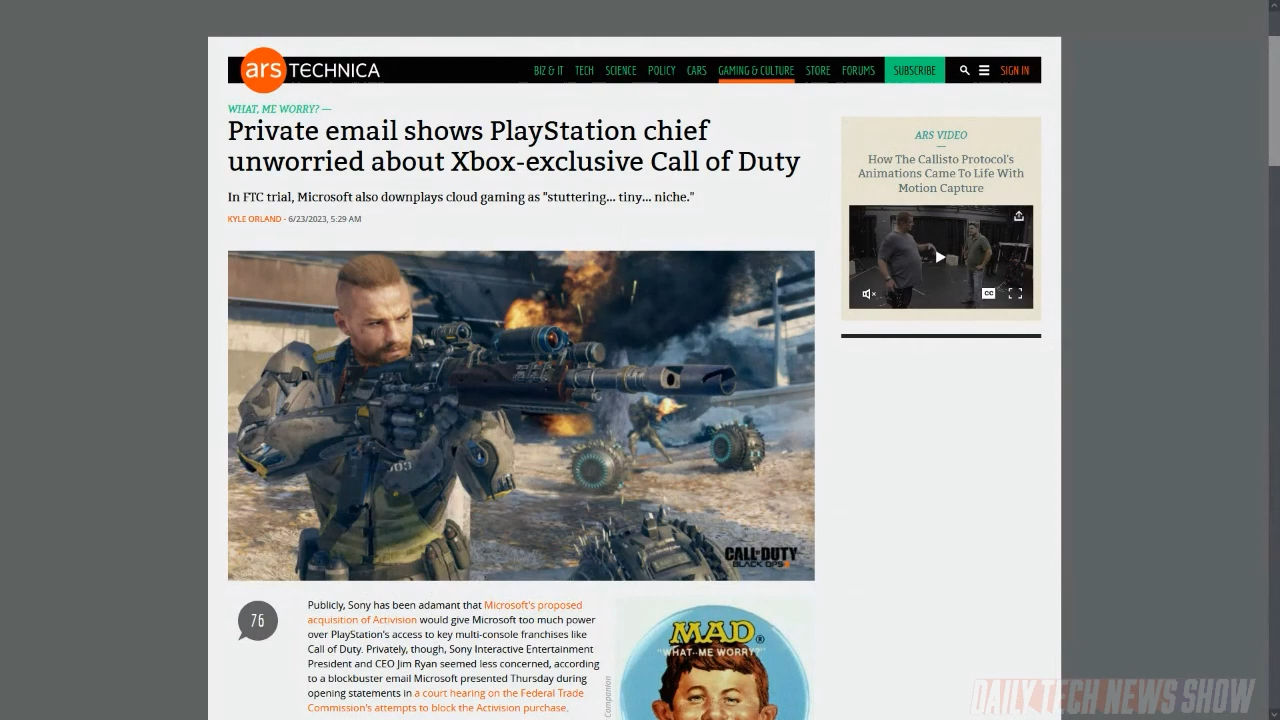 ars TECHNICA
BIZ & IT TECH SCIENCE POLICY CARS GAMING & CULTURE STORE FORUMS SUBSCRIBE SIGN IN
WHAT, ME WORRY? —
Private email shows PlayStation chief
unworried about Xbox-exclusive Call of Duty
In FTC trial, Microsoft also downplays cloud gaming as "stuttering... tiny... niche."
KYLE ORLAND - 6/23/2023, 5:29 AM
ARS VIDEO
How The Callisto Protocol's
Animations Came To Life With
Motion Capture
CC
CALL OF DUTY
BLACK OPS
76
Publicly, Sony has been adamant that Microsoft's proposed
acquisition of Activision would give Microsoft too much power
over PlayStation's access to key multi-console franchises like
Call of Duty. Privately, though, Sony Interactive Entertainment
President and CEO Jim Ryan seemed less concerned, according
to a blockbuster email Microsoft presented Thursday during
opening statements in a court hearing on the Federal Trade
Commission's attempts to block the Activision purchase.
MAD®
"WHAT--ME WORRY?"
Companion
DAILY TECH NEWS SHOW